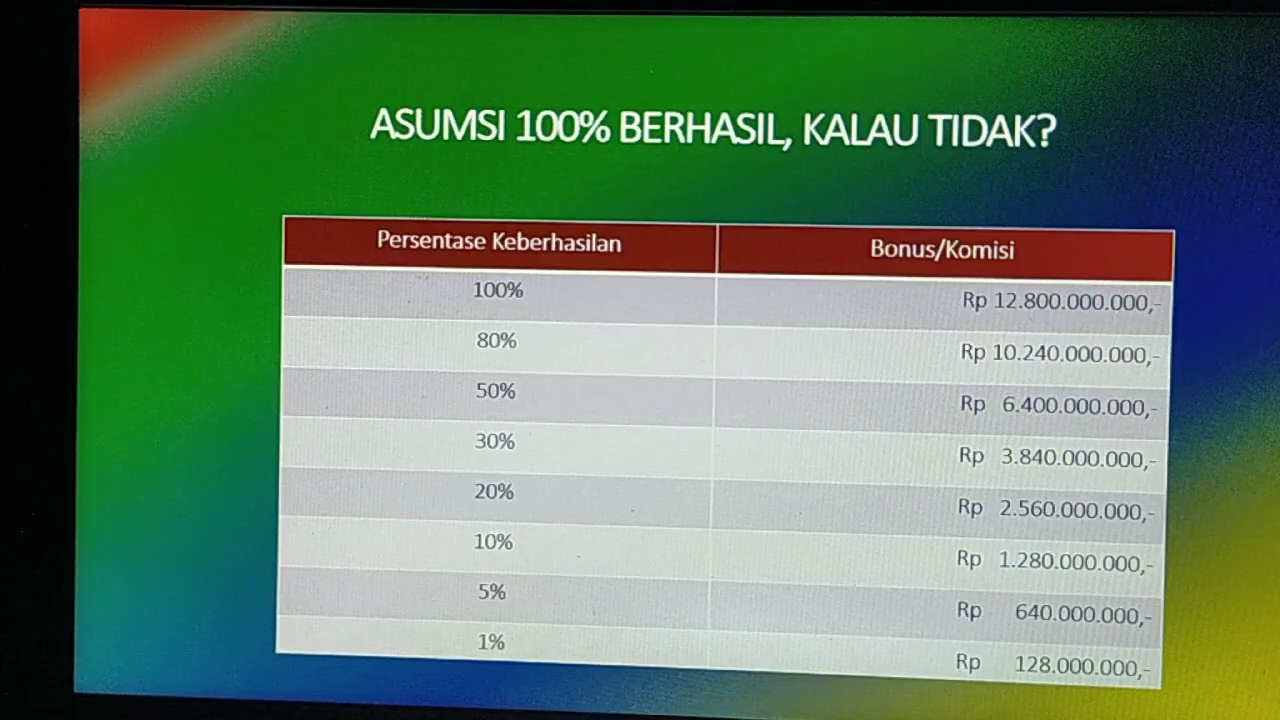 ASUMSI 100% BERHASIL, KALAU TIDAK?
Persentase Keberhasilan Bonus/Komisi
100% Rp 12.800.000.000,-
80% Rp 10.240.000.000,-
50% Rp 6.400.000.000,-
30% Rp 3.840.000.000,-
20% Rp 2.560.000.000,-
10% Rp 1.280.000.000,-
5% Rp 640.000.000,-
1% Rp 128.000.000,-